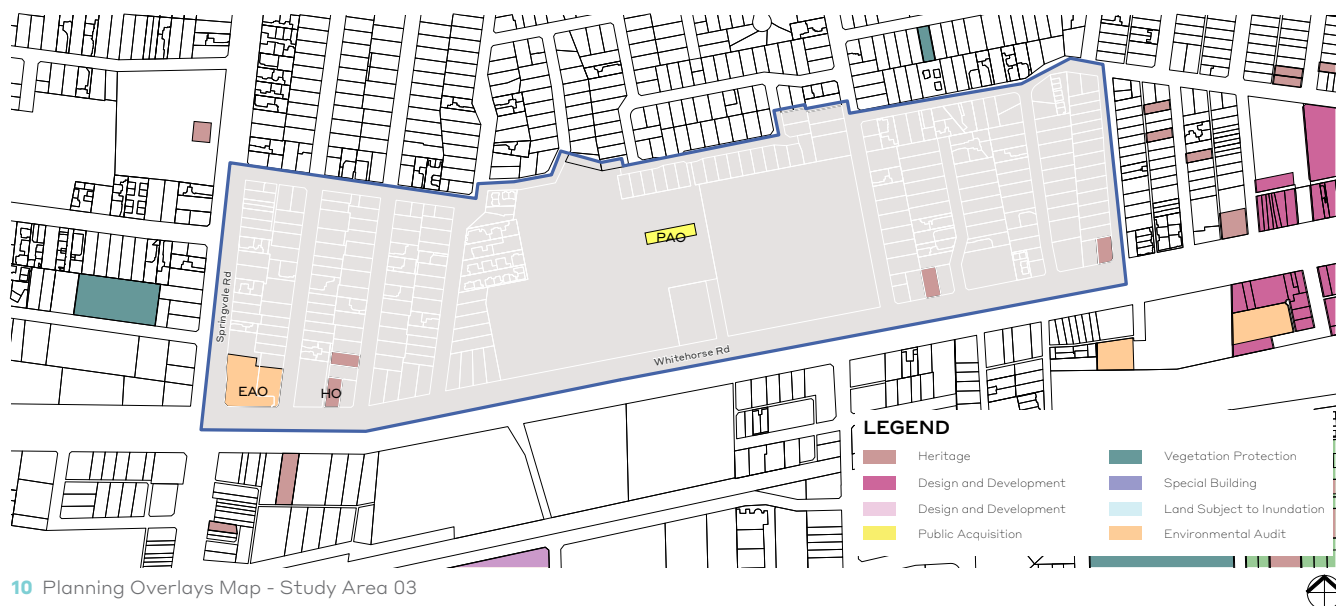 PAO
Springvale Rd
Whitehorse Rd
EAO
HO
LEGEND
Heritage
Design and Development
Design and Development
Public Acquisition
Vegetation Protection
Special Building
Land Subject to Inundation
Environmental Audit
10 Planning Overlays Map - Study Area 03